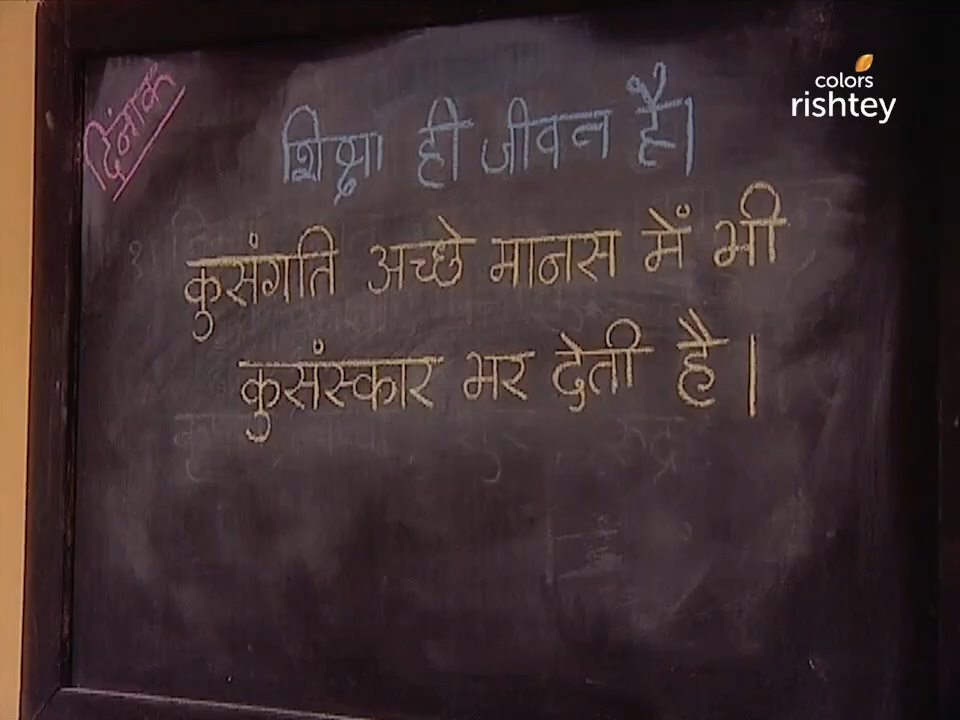 दिंनाक
शिक्षा ही जीवन है।
कुसंगति अच्छे मानस में भी
कुसंस्कार भर देती है।
colors
rishtey